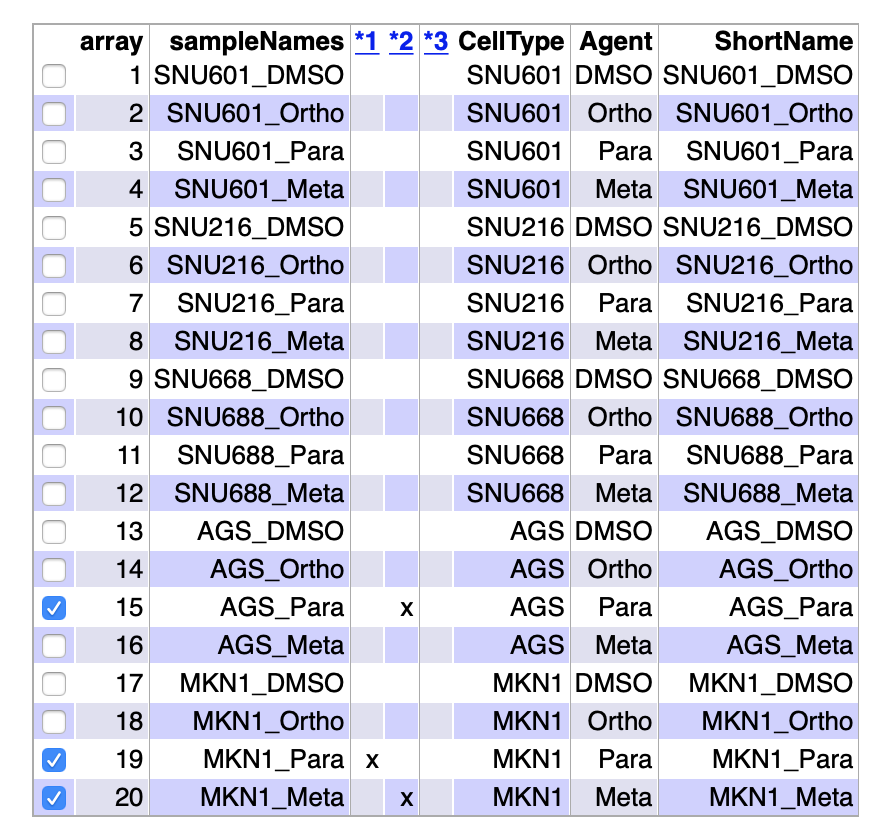 array sampleNames *1 *2 *3 CellType Agent ShortName
1 SNU601_DMSO SNU601 DMSO SNU601_DMSO
2 SNU601_Ortho SNU601 Ortho SNU601_Ortho
3 SNU601_Para SNU601 Para SNU601_Para
4 SNU601_Meta SNU601 Meta SNU601_Meta
5 SNU216_DMSO SNU216 DMSO SNU216_DMSO
6 SNU216_Ortho SNU216 Ortho SNU216_Ortho
7 SNU216_Para SNU216 Para SNU216_Para
8 SNU216_Meta SNU216 Meta SNU216_Meta
9 SNU668_DMSO SNU668 DMSO SNU668_DMSO
10 SNU688_Ortho SNU668 Ortho SNU688_Ortho
11 SNU688_Para SNU668 Para SNU688_Para
12 SNU688_Meta SNU668 Meta SNU688_Meta
13 AGS_DMSO AGS DMSO AGS_DMSO
14 AGS_Ortho AGS Ortho AGS_Ortho
15 AGS_Para x AGS Para AGS_Para
16 AGS_Meta AGS Meta AGS_Meta
17 MKN1_DMSO MKN1 DMSO MKN1_DMSO
18 MKN1_Ortho MKN1 Ortho MKN1_Ortho
19 MKN1_Para x MKN1 Para MKN1_Para
20 MKN1_Meta x MKN1 Meta MKN1_Meta